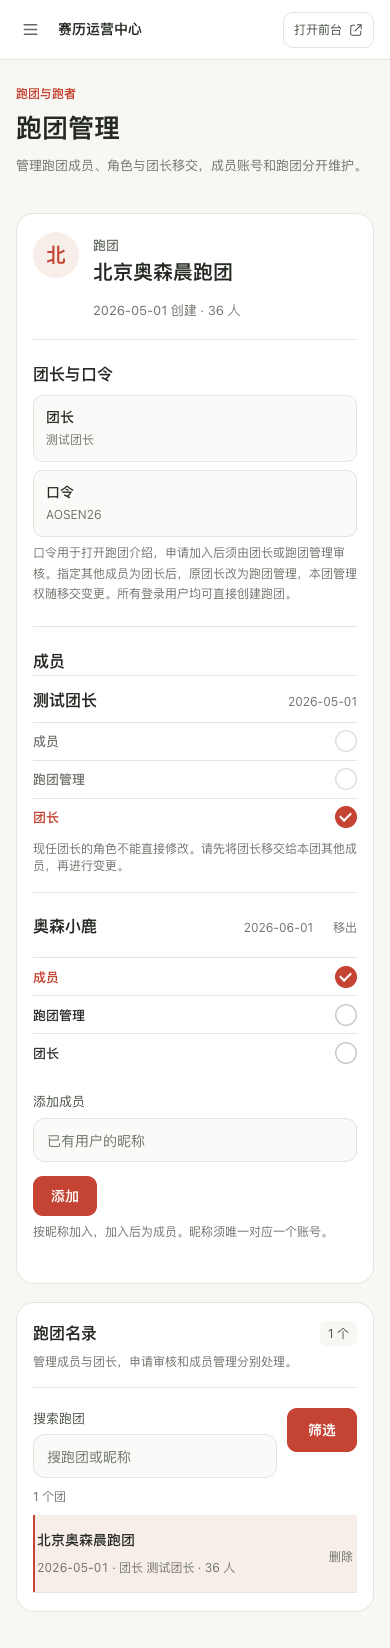 赛历运营中心
打开前台
跑团与跑者
跑团管理
管理跑团成员、角色与团长移交，成员账号和跑团分开维护。
北
跑团
北京奥森晨跑团
2026-05-01 创建 · 36 人
团长与口令
团长
测试团长
口令
AOSEN26
口令用于打开跑团介绍，申请加入后须由团长或跑团管理审
核。指定其他成员为团长后，原团长改为跑团管理，本团管理
权随移交变更。所有登录用户均可直接创建跑团。
成员
测试团长
2026-05-01
成员
跑团管理
团长
现任团长的角色不能直接修改。请先将团长移交给本团其他成
员，再进行变更。
奥森小鹿
2026-06-01
移出
成员
跑团管理
团长
添加成员
已有用户的昵称
添加
按昵称加入，加入后为成员。昵称须唯一对应一个账号。
跑团名录
1 个
管理成员与团长，申请审核和成员管理分别处理。
搜索跑团
搜跑团或昵称
筛选
1 个团
北京奥森晨跑团
2026-05-01 · 团长 测试团长 · 36 人
删除